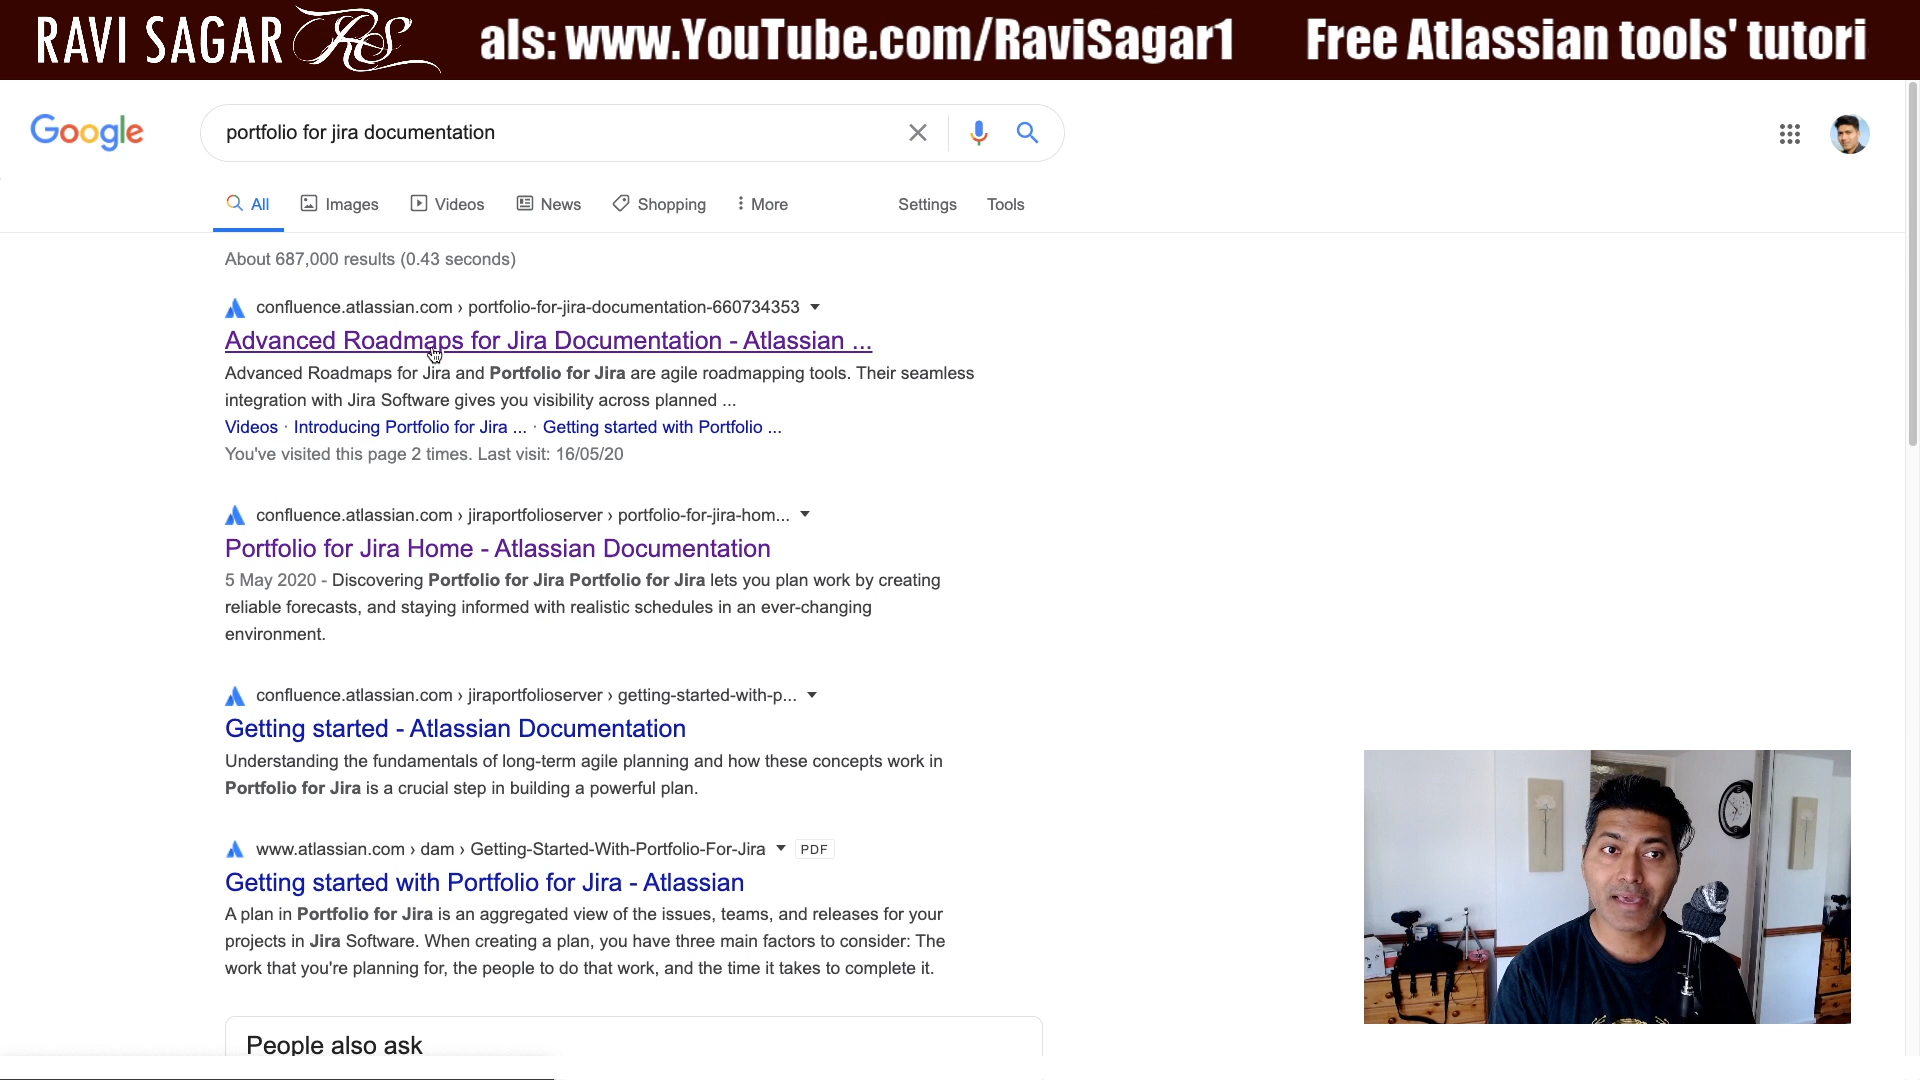 RAVI SAGAR RS als: www.YouTube.com/RaviSagar1 Free Atlassian tools' tutori
Google portfolio for jira documentation
All Images Videos News Shopping More Settings Tools
About 687,000 results (0.43 seconds)
confluence.atlassian.com › portfolio-for-jira-documentation-660734353
Advanced Roadmaps for Jira Documentation - Atlassian ...
Advanced Roadmaps for Jira and Portfolio for Jira are agile roadmapping tools. Their seamless
integration with Jira Software gives you visibility across planned ...
Videos · Introducing Portfolio for Jira ... · Getting started with Portfolio ...
You've visited this page 2 times. Last visit: 16/05/20
confluence.atlassian.com › jiraportfolioserver › portfolio-for-jira-hom...
Portfolio for Jira Home - Atlassian Documentation
5 May 2020 - Discovering Portfolio for Jira Portfolio for Jira lets you plan work by creating
reliable forecasts, and staying informed with realistic schedules in an ever-changing
environment.
confluence.atlassian.com › jiraportfolioserver › getting-started-with-p...
Getting started - Atlassian Documentation
Understanding the fundamentals of long-term agile planning and how these concepts work in
Portfolio for Jira is a crucial step in building a powerful plan.
www.atlassian.com › dam › Getting-Started-With-Portfolio-For-Jira PDF
Getting started with Portfolio for Jira - Atlassian
A plan in Portfolio for Jira is an aggregated view of the issues, teams, and releases for your
projects in Jira Software. When creating a plan, you have three main factors to consider: The
work that you're planning for, the people to do that work, and the time it takes to complete it.
People also ask